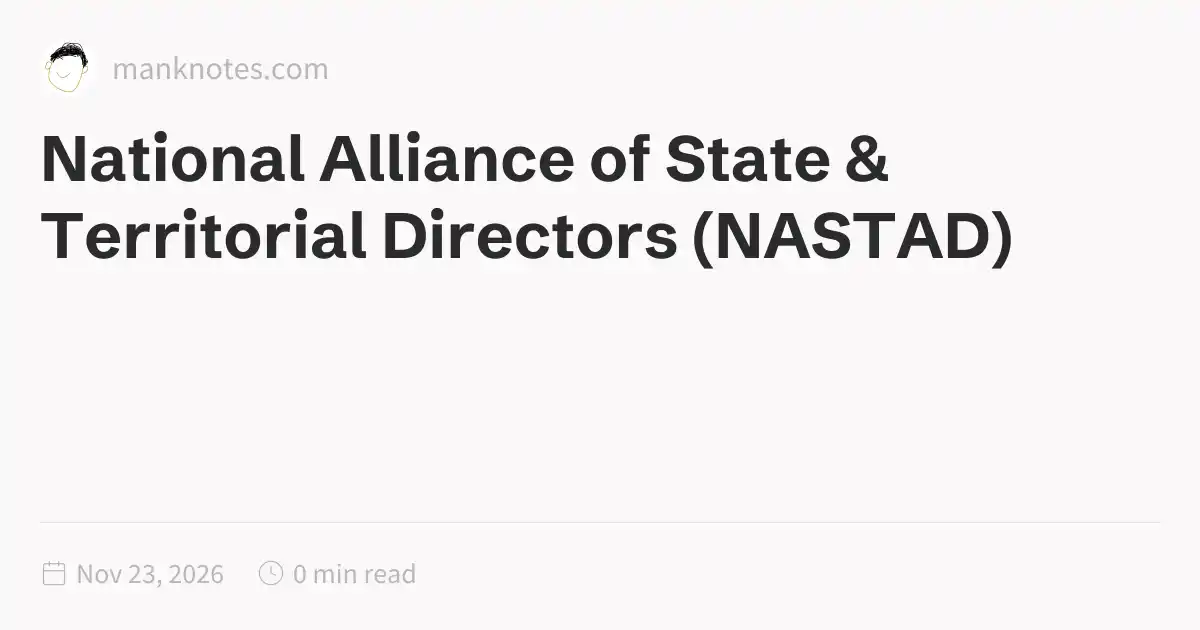 manknotes.com
National Alliance of State &
Territorial Directors (NASTAD)
Nov 23, 2026 0 min read